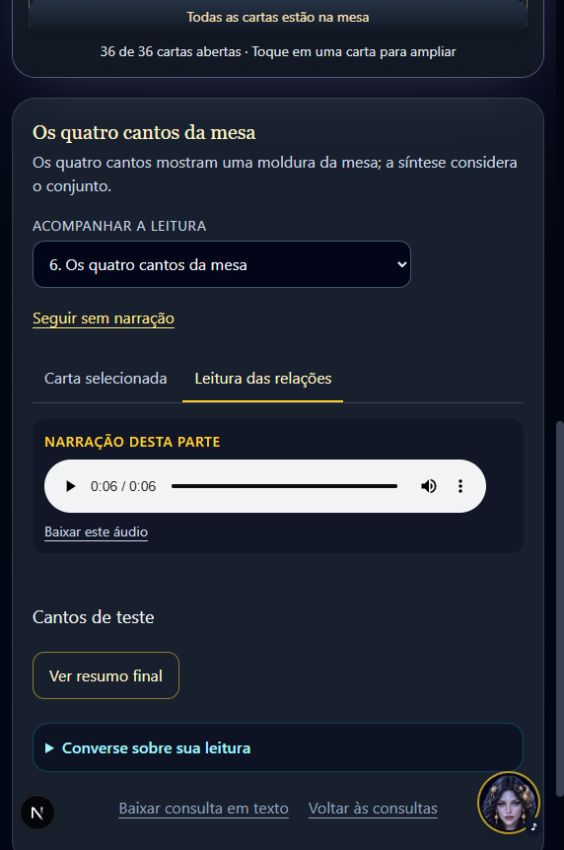 Todas as cartas estão na mesa
36 de 36 cartas abertas · Toque em uma carta para ampliar
Os quatro cantos da mesa
Os quatro cantos mostram uma moldura da mesa; a síntese considera
o conjunto.
ACOMPANHAR A LEITURA
6. Os quatro cantos da mesa
Seguir sem narração
Carta selecionada
Leitura das relações
NARRAÇÃO DESTA PARTE
0:06 / 0:06
Baixar este áudio
Cantos de teste
Ver resumo final
Converse sobre sua leitura
N
Baixar consulta em texto
Voltar às consultas